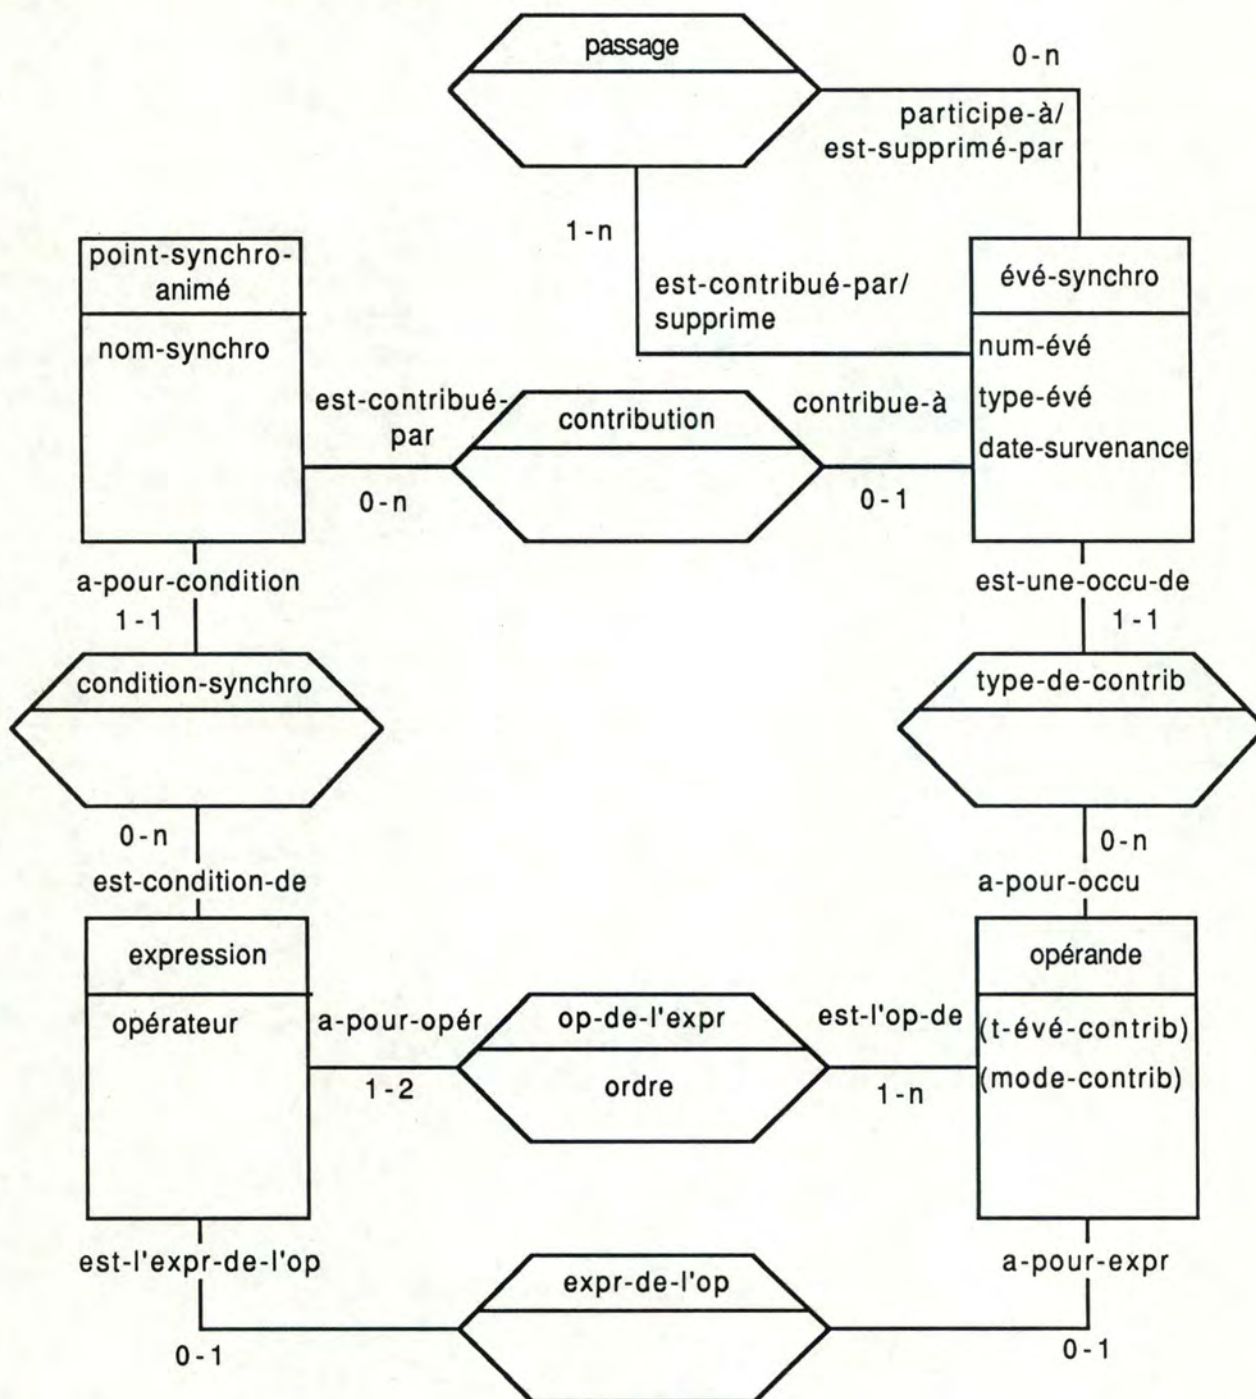 passage
0-n
participe-à/
est-supprimé-par
1-n
point-synchro-
animé
évé-synchro
est-contribué-par/
supprime
nom-synchro
num-évé
type-évé
date-survenance
est-contribué-
par
contribution
contribue-à
0-n
0-1
a-pour-condition
1-1
est-une-occu-de
1-1
condition-synchro
type-de-contrib
0-n
est-condition-de
0-n
a-pour-occu
expression
opérande
opérateur
a-pour-opér
1-2
op-de-l'expr
ordre
est-l'op-de
1-n
(t-évé-contrib)
(mode-contrib)
est-l'expr-de-l'op
0-1
expr-de-l'op
a-pour-expr
0-1